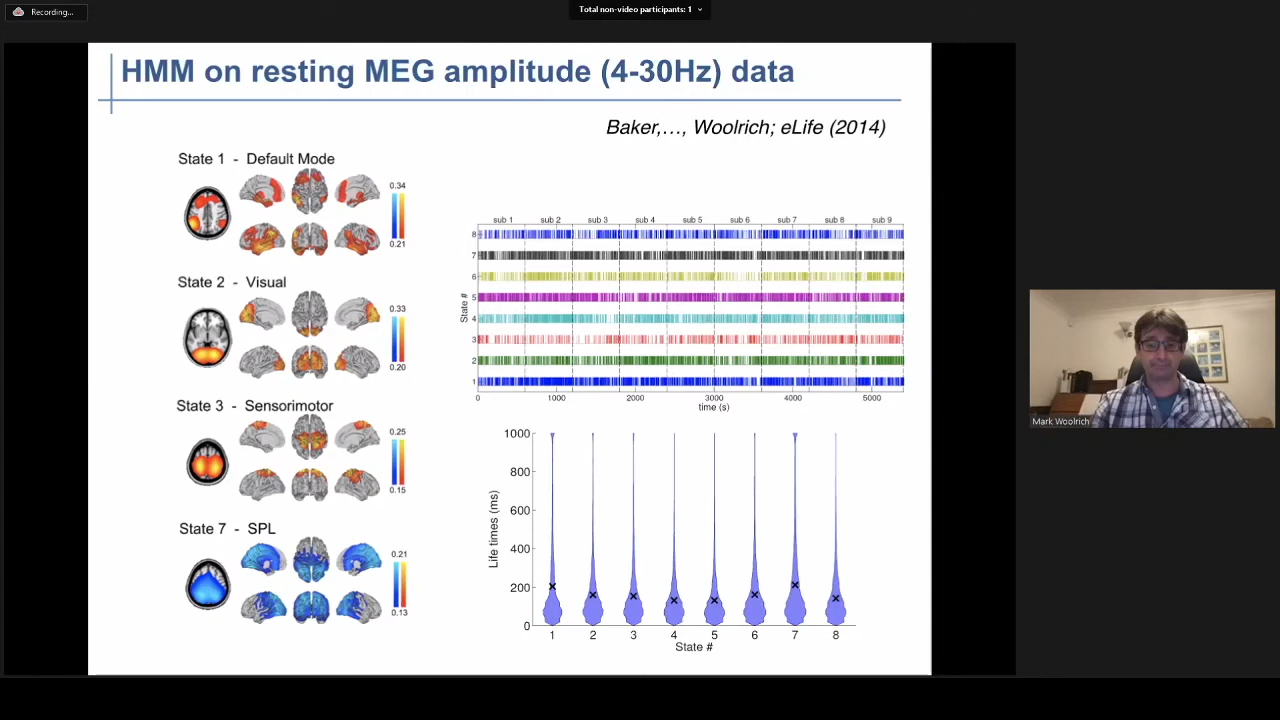 Recording...
Total non-video participants: 1
HMM on resting MEG amplitude (4-30Hz) data
Baker,…, Woolrich; eLife (2014)
State 1 - Default Mode
0.34
0.21
State 2 - Visual
0.33
0.20
State 3 - Sensorimotor
0.25
0.15
State 7 - SPL
0.21
0.13
sub 1 sub 2 sub 3 sub 4 sub 5 sub 6 sub 7 sub 8 sub 9
8
7
6
5
4
3
2
1
State #
0 1000 2000 3000 4000 5000
time (s)
1000
800
600
400
200
0
Life times (ms)
1 2 3 4 5 6 7 8
State #
Mark Woolrich